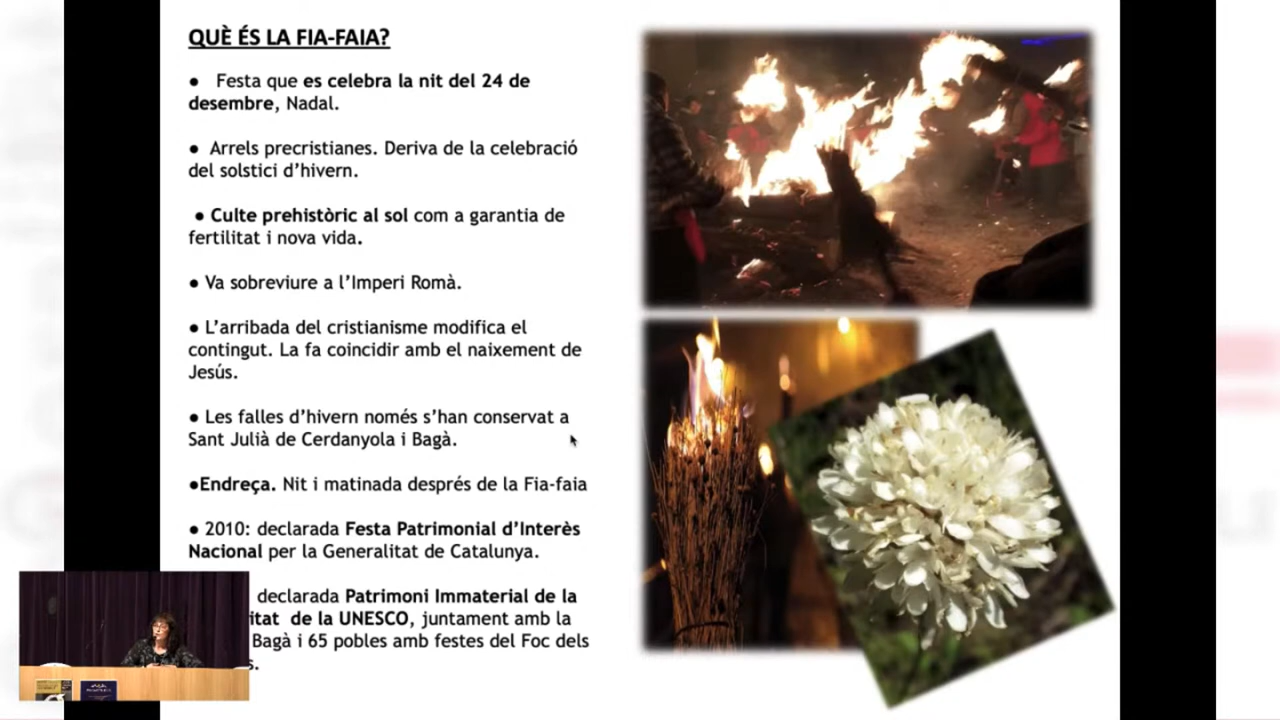 QUÈ ÉS LA FIA-FAIA?
● Festa que es celebra la nit del 24 de
desembre, Nadal.
● Arrels precristianes. Deriva de la celebració
del solstici d’hivern.
● Culte prehistòric al sol com a garantia de
fertilitat i nova vida.
● Va sobreviure a l’Imperi Romà.
● L’arribada del cristianisme modifica el
contingut. La fa coincidir amb el naixement de
Jesús.
● Les falles d’hivern només s’han conservat a
Sant Julià de Cerdanyola i Bagà.
●Endreça. Nit i matinada després de la Fia-faia
● 2010: declarada Festa Patrimonial d’Interès
Nacional per la Generalitat de Catalunya.
declarada Patrimoni Immaterial de la
itat de la UNESCO, juntament amb la
Bagà i 65 pobles amb festes del Foc dels
s.